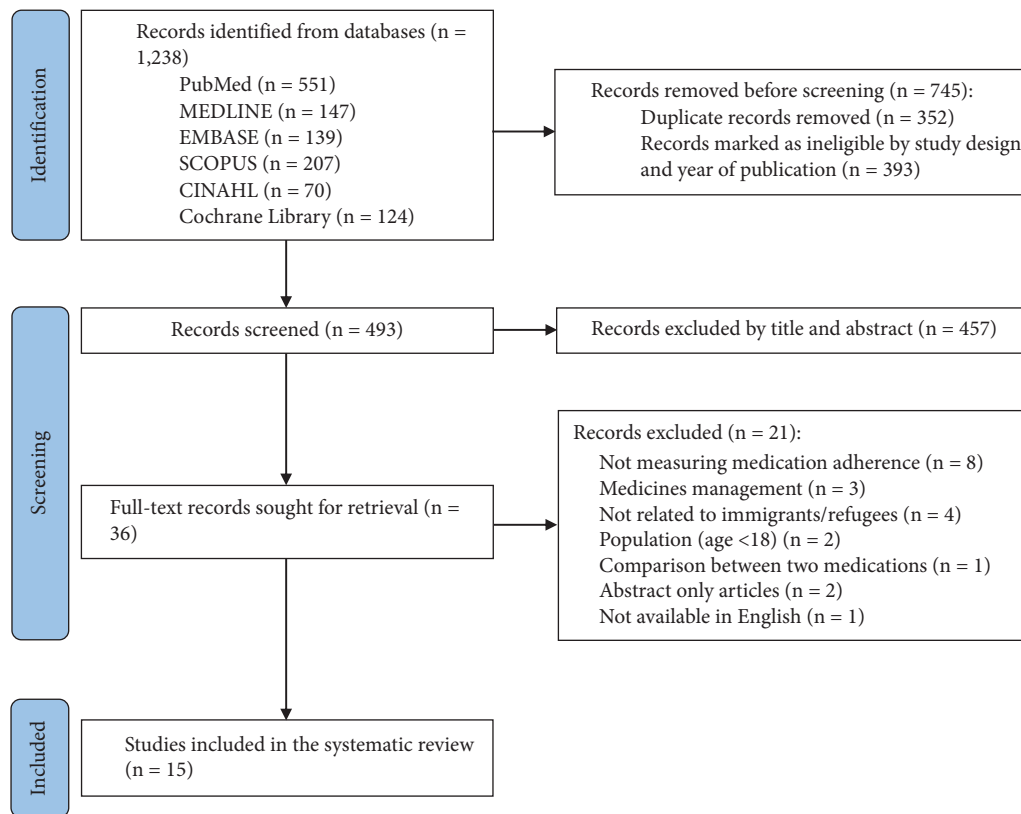 Identification
Records identified from databases (n =
1,238)
PubMed (n = 551)
MEDLINE (n = 147)
EMBASE (n = 139)
SCOPUS (n = 207)
CINAHL (n = 70)
Cochrane Library (n = 124)
Records removed before screening (n = 745):
Duplicate records removed (n = 352)
Records marked as ineligible by study design
and year of publication (n = 393)
Screening
Records screened (n = 493)
Records excluded by title and abstract (n = 457)
Full-text records sought for retrieval (n =
36)
Records excluded (n = 21):
Not measuring medication adherence (n = 8)
Medicines management (n = 3)
Not related to immigrants/refugees (n = 4)
Population (age <18) (n = 2)
Comparison between two medications (n = 1)
Abstract only articles (n = 2)
Not available in English (n = 1)
Included
Studies included in the systematic review
(n = 15)